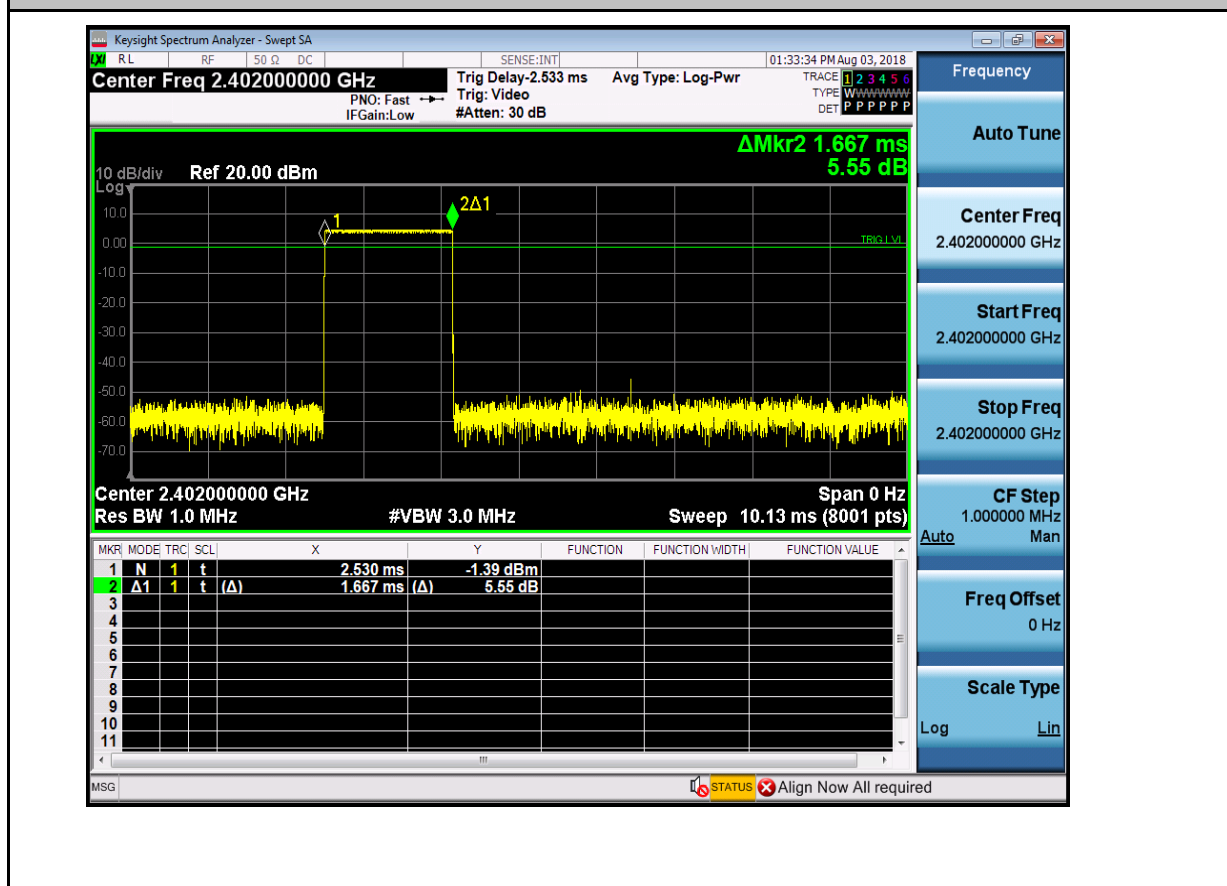 Keysight Spectrum Analyzer - Swept SA
LXI RL RF 50 Ω DC SENSE:INT 01:33:34 PM Aug 03, 2018
Center Freq 2.402000000 GHz
PNO: Fast
IFGain:Low
Trig Delay-2.533 ms
Trig: Video
#Atten: 30 dB
Avg Type: Log-Pwr
TRACE 1 2 3 4 5 6
TYPE WWWWWW
DET P P P P P P
ΔMkr2 1.667 ms
5.55 dB
10 dB/div Ref 20.00 dBm
Log
10.0
0.00
-10.0
-20.0
-30.0
-40.0
-50.0
-60.0
-70.0
1
2Δ1
TRIG LVL
Center 2.402000000 GHz Span 0 Hz
Res BW 1.0 MHz #VBW 3.0 MHz Sweep 10.13 ms (8001 pts)
MKR MODE TRC SCL X Y FUNCTION FUNCTION WIDTH FUNCTION VALUE
1 N 1 t 2.530 ms -1.39 dBm
2 Δ1 1 t (Δ) 1.667 ms (Δ) 5.55 dB
3
4
5
6
7
8
9
10
11
MSG STATUS Align Now All required
Frequency
Auto Tune
Center Freq
2.402000000 GHz
Start Freq
2.402000000 GHz
Stop Freq
2.402000000 GHz
CF Step
1.000000 MHz
Auto Man
Freq Offset
0 Hz
Scale Type
Log Lin